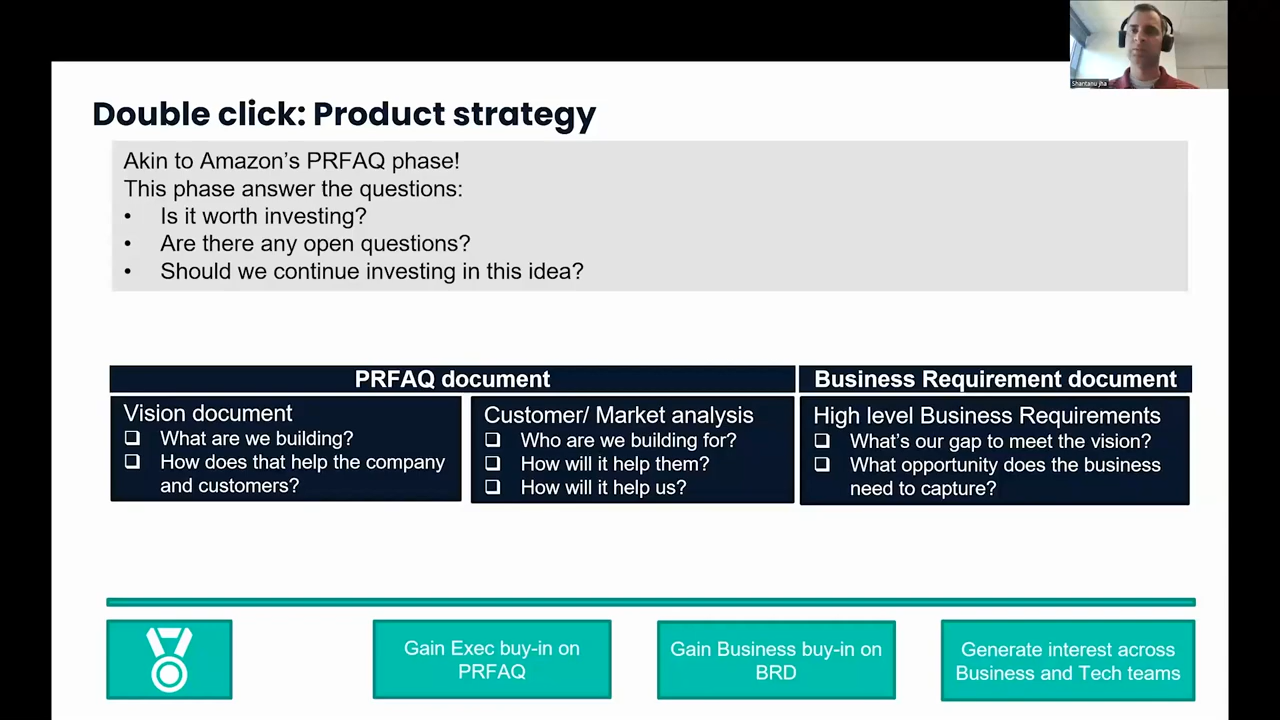 Shantanu jha
Double click: Product strategy
Akin to Amazon's PRFAQ phase!
This phase answer the questions:
• Is it worth investing?
• Are there any open questions?
• Should we continue investing in this idea?
PRFAQ document
Business Requirement document
Vision document
❑ What are we building?
❑ How does that help the company
and customers?
Customer/ Market analysis
❑ Who are we building for?
❑ How will it help them?
❑ How will it help us?
High level Business Requirements
❑ What's our gap to meet the vision?
❑ What opportunity does the business
need to capture?
Gain Exec buy-in on
PRFAQ
Gain Business buy-in on
BRD
Generate interest across
Business and Tech teams